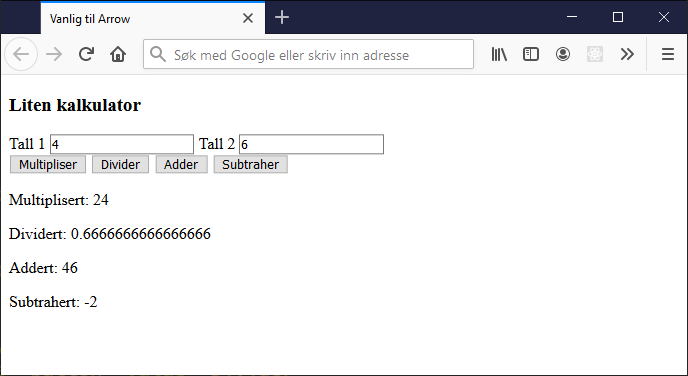 Vanlig til Arrow
Søk med Google eller skriv inn adresse
Liten kalkulator
Tall 1 4 Tall 2 6
Multipliser Divider Adder Subtraher
Multiplisert: 24
Dividert: 0.6666666666666666
Addert: 46
Subtrahert: -2